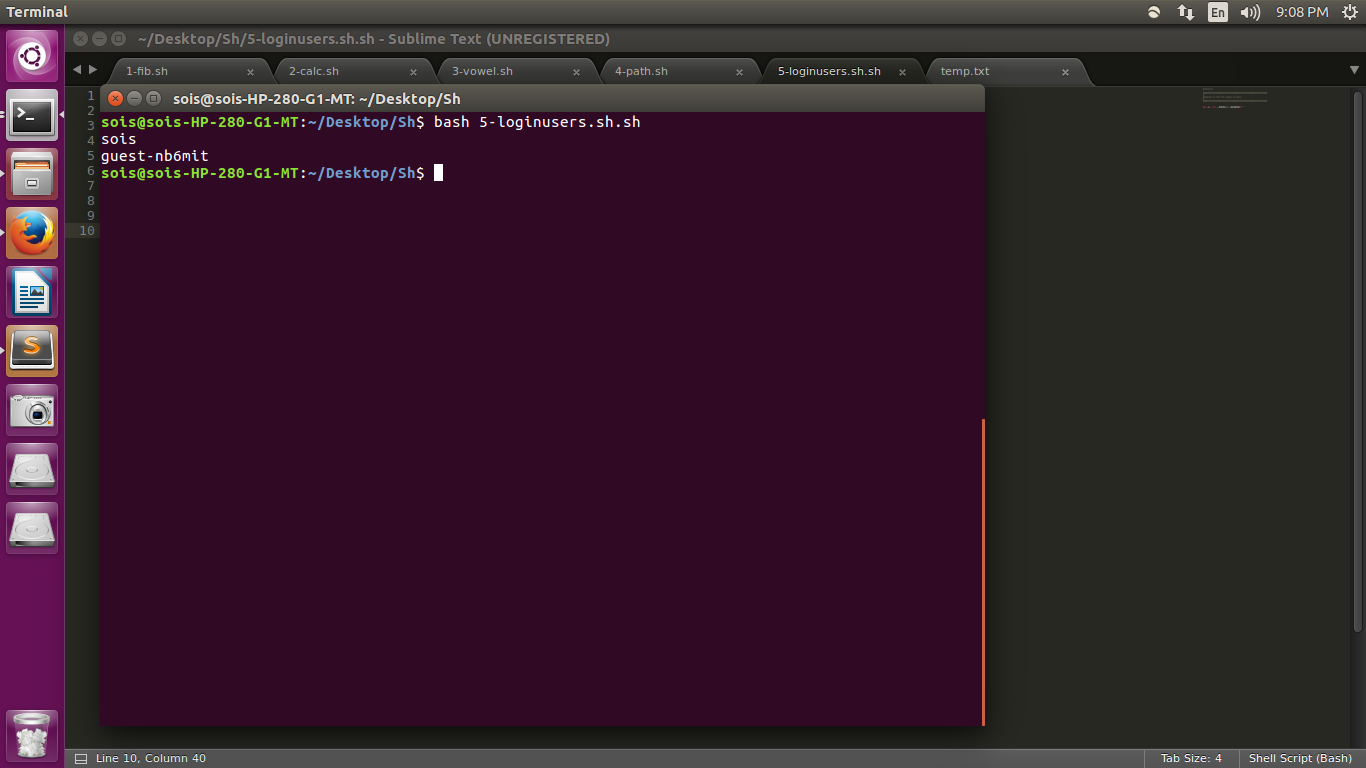 Terminal
En
9:08 PM
~/Desktop/Sh/5-loginusers.sh.sh - Sublime Text (UNREGISTERED)
1-fib.sh
2-calc.sh
3-vowel.sh
4-path.sh
5-loginusers.sh.sh
temp.txt
sois@sois-HP-280-G1-MT: ~/Desktop/Sh
1
2
3
4
5
6
7
8
9
10
sois@sois-HP-280-G1-MT:~/Desktop/Sh$ bash 5-loginusers.sh.sh
sois
guest-nb6mit
sois@sois-HP-280-G1-MT:~/Desktop/Sh$
S
Line 10, Column 40
Tab Size: 4
Shell Script (Bash)